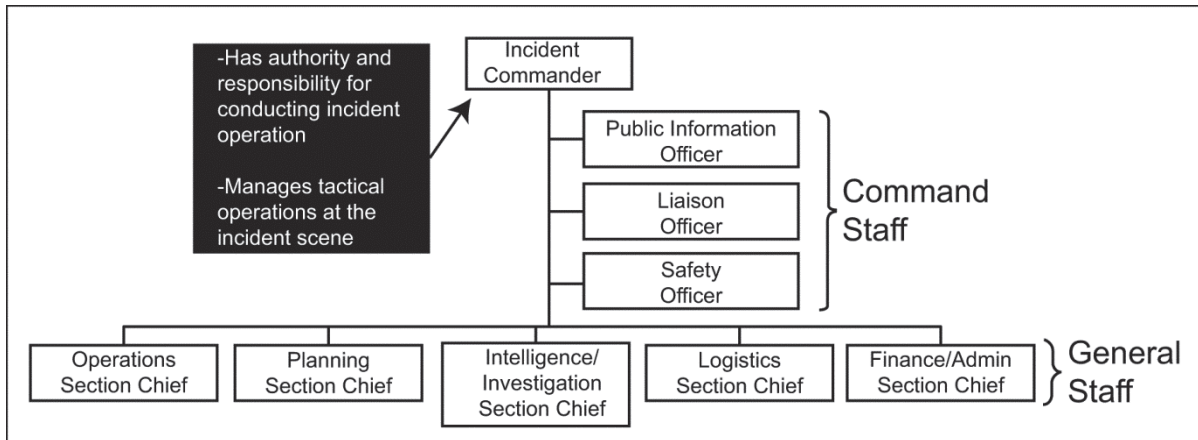 -Has authority and
responsibility for
conducting incident
operation
-Manages tactical
operations at the
incident scene
Incident
Commander
Public Information
Officer
Liaison
Officer
Safety
Officer
Command
Staff
Operations
Section Chief
Planning
Section Chief
Intelligence/
Investigation
Section Chief
Logistics
Section Chief
Finance/Admin
Section Chief
General
Staff